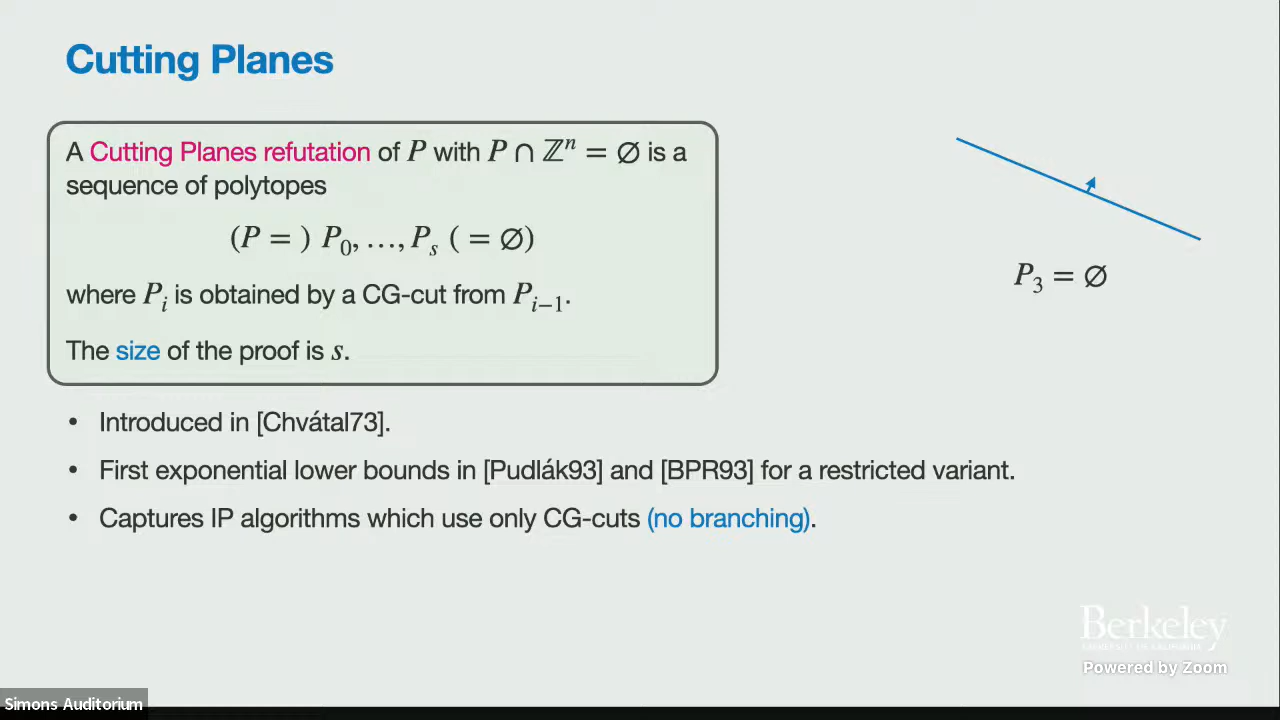 Cutting Planes
A Cutting Planes refutation of P with P ∩ ℤⁿ = ∅ is a
sequence of polytopes
(P = ) P₀, …, Pₛ ( = ∅)
where Pᵢ is obtained by a CG-cut from Pᵢ₋₁.
The size of the proof is s.
P₃ = ∅
• Introduced in [Chvátal73].
• First exponential lower bounds in [Pudlák93] and [BPR93] for a restricted variant.
• Captures IP algorithms which use only CG-cuts (no branching).
Berkeley
UNIVERSITY OF CALIFORNIA
Powered by Zoom
Simons Auditorium